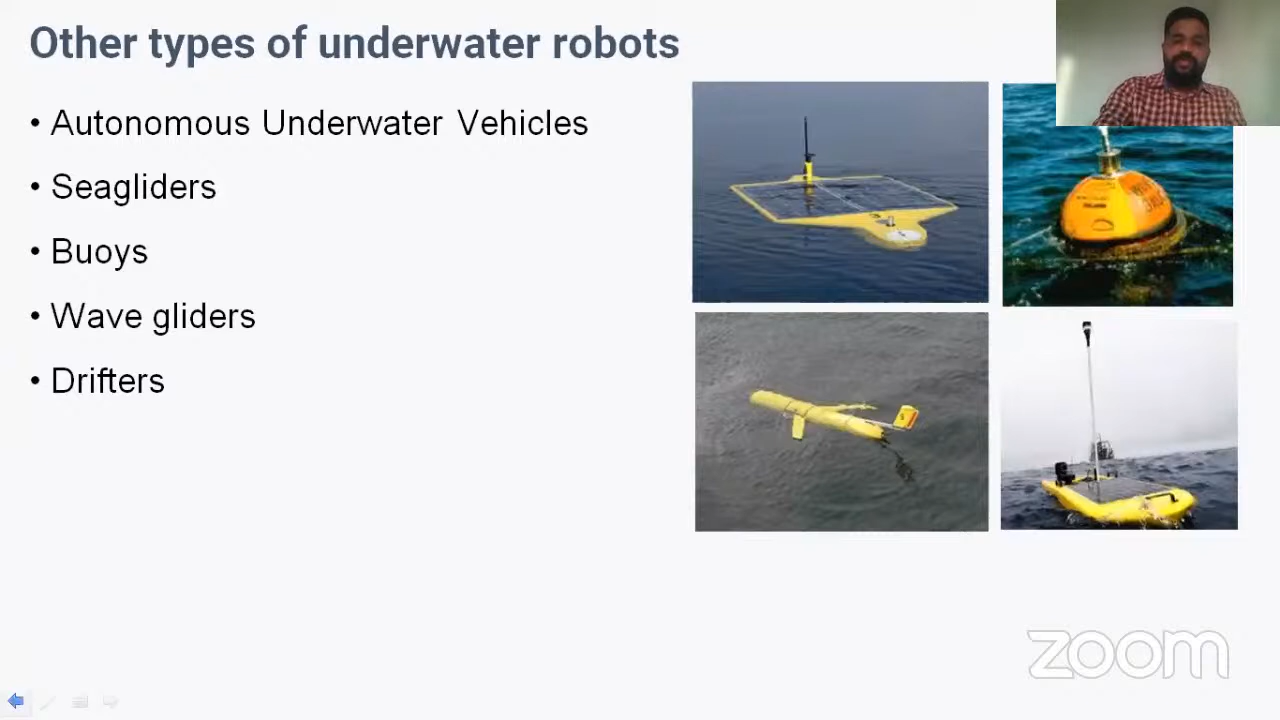 Other types of underwater robots
• Autonomous Underwater Vehicles
• Seagliders
• Buoys
• Wave gliders
• Drifters
zoom